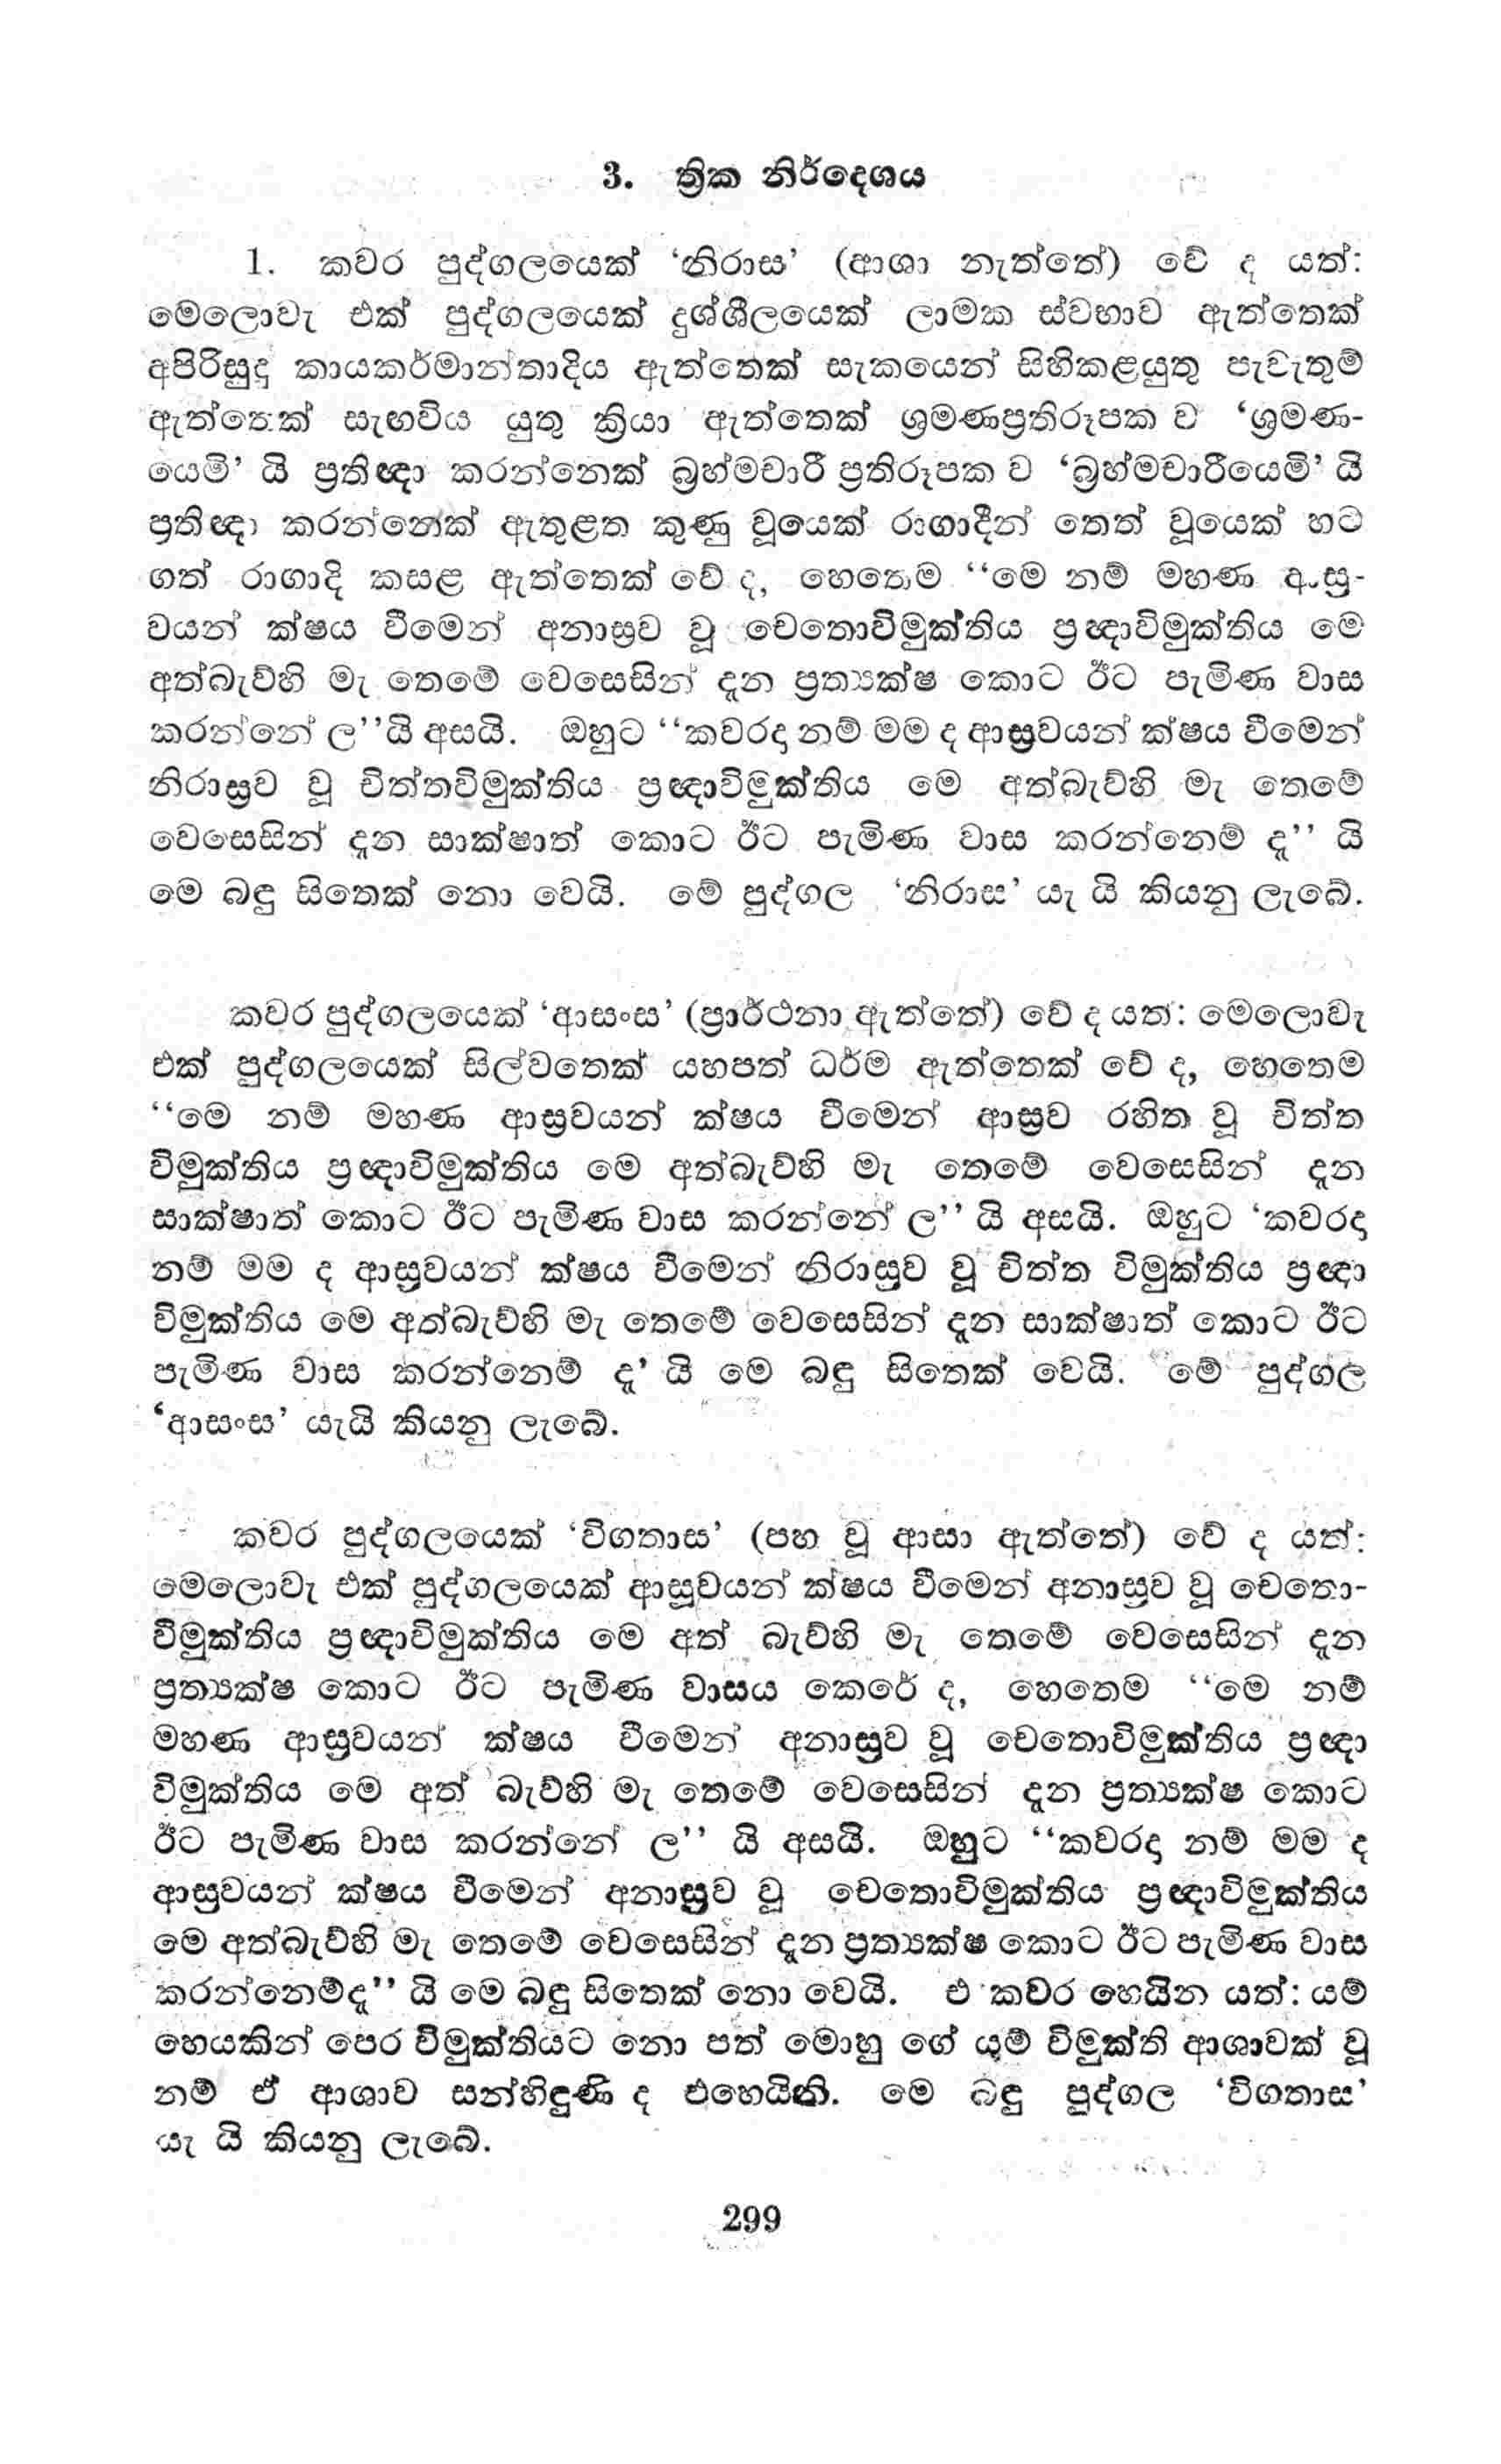 3. ත්‍රික නිර්දෙශය
1. කවර පුද්ගලයෙක් ‘නිරාස’ (ආශා නැත්තේ) වේ ද යත්:
මෙලොවැ එක් පුද්ගලයෙක් දුශ්ශීලයෙක් ලාමක ස්වභාව ඇත්තෙක්
අපිරිසුදු කායකර්මාන්තාදිය ඇත්තෙක් සැකයෙන් සිහිකළයුතු පැවැතුම්
ඇත්තෙක් සැඟවිය යුතු ක්‍රියා ඇත්තෙක් ශ්‍රමණප්‍රතිරූපක ව ‘ශ්‍රමණ-
යෙමි’ යි ප්‍රතිඥා කරන්නෙක් බ්‍රහ්මචාරී ප්‍රතිරූපක ව ‘බ්‍රහ්මචාරීයෙමි’ යි
ප්‍රතිඥා කරන්නෙක් ඇතුළත කුණු වූයෙක් රාගාදීන් තෙත් වූයෙක් හට
ගත් රාගාදි කසළ ඇත්තෙක් වේ ද, හෙතෙම “මෙ නම් මහණ ආස්‍ර-
වයන් ක්ෂය වීමෙන් අනාස්‍රව වූ චෙතොවිමුක්තිය ප්‍රඥාවිමුක්තිය මෙ
අත්බැව්හි මැ තෙමේ වෙසෙසින් දැන ප්‍රත්‍යක්ෂ කොට ඊට පැමිණ වාස
කරන්නේ ල”යි අසයි. ඔහුට “කවරදා නම් මම ද ආස්‍රවයන් ක්ෂය වීමෙන්
නිරාස්‍රව වූ චිත්තවිමුක්තිය ප්‍රඥාවිමුක්තිය මෙ අත්බැව්හි මැ තෙමේ
වෙසෙසින් දැන සාක්ෂාත් කොට ඊට පැමිණ වාස කරන්නෙම් ද” යි
මෙ බඳු සිතෙක් නො වෙයි. මේ පුද්ගල ‘නිරාස’ යැ යි කියනු ලැබේ.
කවර පුද්ගලයෙක් ‘ආසංස’ (ප්‍රාර්ථනා ඇත්තේ) වේ ද යත්: මෙලොවැ
එක් පුද්ගලයෙක් සිල්වතෙක් යහපත් ධර්ම ඇත්තෙක් වේ ද, හෙතෙම
“මෙ නම් මහණ ආස්‍රවයන් ක්ෂය වීමෙන් ආස්‍රව රහිත වූ චිත්ත
විමුක්තිය ප්‍රඥාවිමුක්තිය මෙ අත්බැව්හි මැ තෙමේ වෙසෙසින් දැන
සාක්ෂාත් කොට ඊට පැමිණ වාස කරන්නේ ල” යි අසයි. ඔහුට ‘කවරදා
නම් මම ද ආස්‍රවයන් ක්ෂය වීමෙන් නිරාස්‍රව වූ චිත්ත විමුක්තිය ප්‍රඥා
විමුක්තිය මෙ අත්බැව්හි මැ තෙමේ වෙසෙසින් දැන සාක්ෂාත් කොට ඊට
පැමිණ වාස කරන්නෙම් ද’ යි මෙ බඳු සිතෙක් වෙයි. මේ පුද්ගල
‘ආසංස’ යැයි කියනු ලැබේ.
කවර පුද්ගලයෙක් ‘විගතාස’ (පහ වූ ආසා ඇත්තේ) වේ ද යත්:
මෙලොවැ එක් පුද්ගලයෙක් ආස්‍රවයන් ක්ෂය වීමෙන් අනාස්‍රව වූ චෙතො-
විමුක්තිය ප්‍රඥාවිමුක්තිය මෙ අත් බැව්හි මැ තෙමේ වෙසෙසින් දැන
ප්‍රත්‍යක්ෂ කොට ඊට පැමිණ වාසය කෙරේ ද, හෙතෙම “මෙ නම්
මහණ ආස්‍රවයන් ක්ෂය වීමෙන් අනාස්‍රව වූ චෙතොවිමුක්තිය ප්‍රඥා
විමුක්තිය මෙ අත් බැව්හි මැ තෙමේ වෙසෙසින් දැන ප්‍රත්‍යක්ෂ කොට
ඊට පැමිණ වාස කරන්නේ ල” යි අසයි. ඔහුට “කවරදා නම් මම ද
ආස්‍රවයන් ක්ෂය වීමෙන් අනාස්‍රව වූ චෙතොවිමුක්තිය ප්‍රඥාවිමුක්තිය
මෙ අත්බැව්හි මැ තෙමේ වෙසෙසින් දැන ප්‍රත්‍යක්ෂ කොට ඊට පැමිණ වාස
කරන්නෙම්ද” යි මෙ බඳු සිතෙක් නො වෙයි. එ කවර හෙයින යත්: යම්
හෙයකින් පෙර විමුක්තියට නො පත් මොහු ගේ යම් විමුක්ති ආශාවක් වූ
නම් ඒ ආශාව සන්හිඳුණි ද එහෙයිනි. මෙ බඳු පුද්ගල ‘විගතාස’
යැ යි කියනු ලැබේ.
299